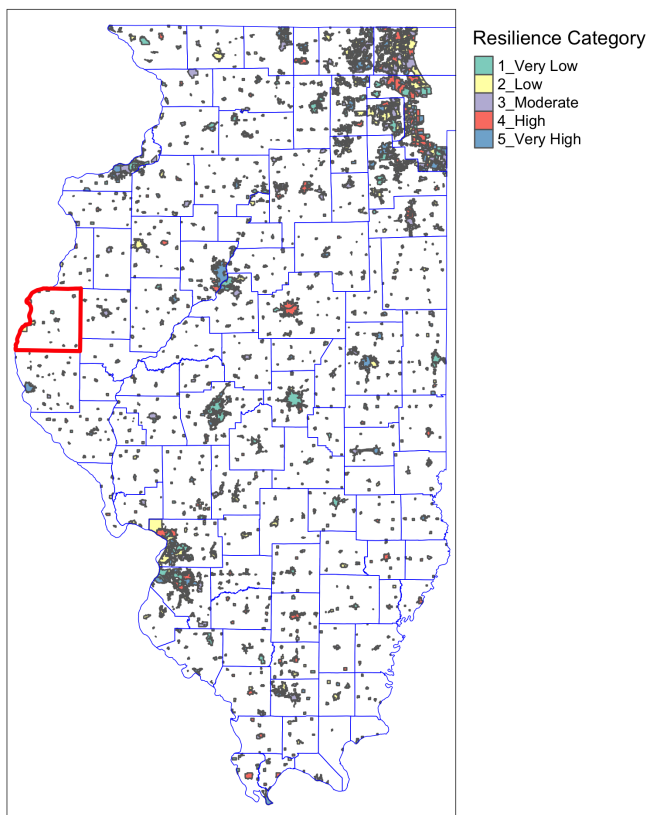 Resilience Category
1_Very Low
2_Low
3_Moderate
4_High
5_Very High